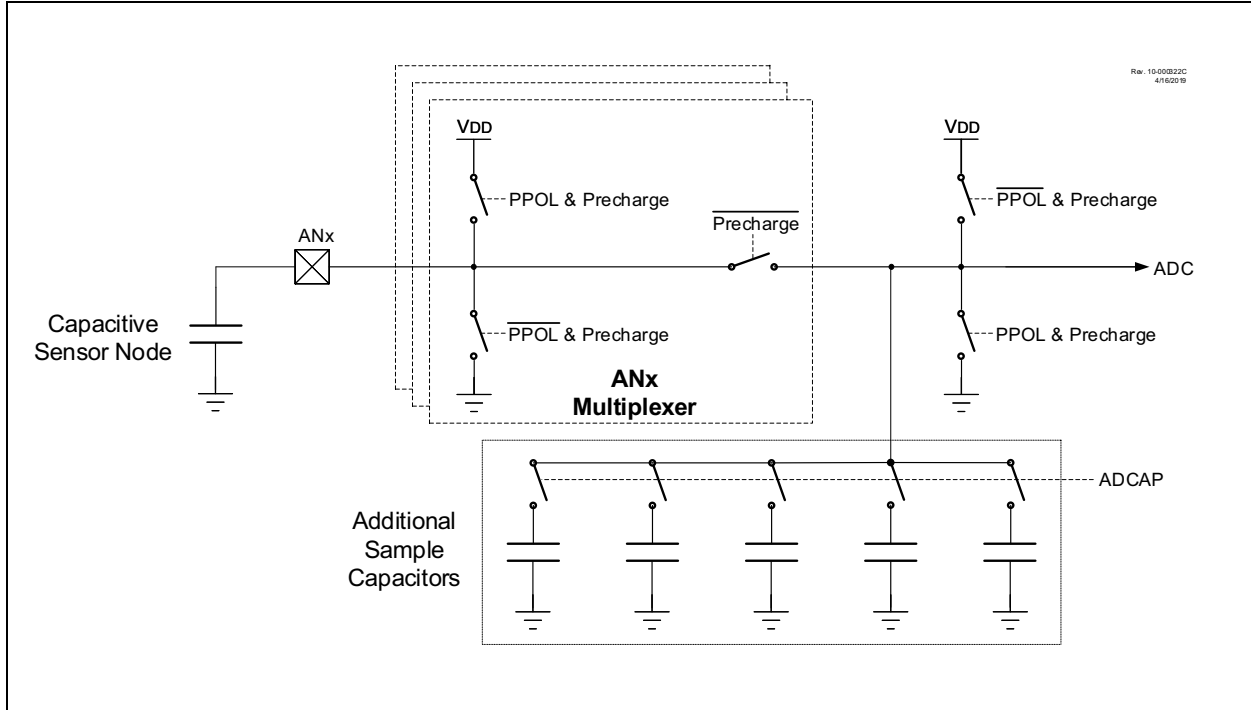 Rev. 10-000322C
4/16/2019
VDD
VDD
PPOL & Precharge
PPOL & Precharge
Precharge
ANx
ADC
Capacitive
Sensor Node
PPOL & Precharge
PPOL & Precharge
ANx
Multiplexer
ADCAP
Additional
Sample
Capacitors